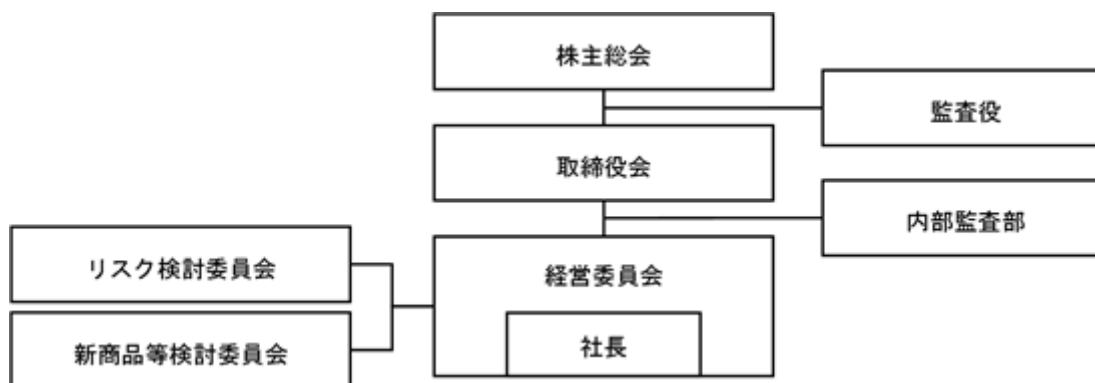 株主総会
監査役
取締役会
内部監査部
リスク検討委員会
経営委員会
新商品等検討委員会
社長